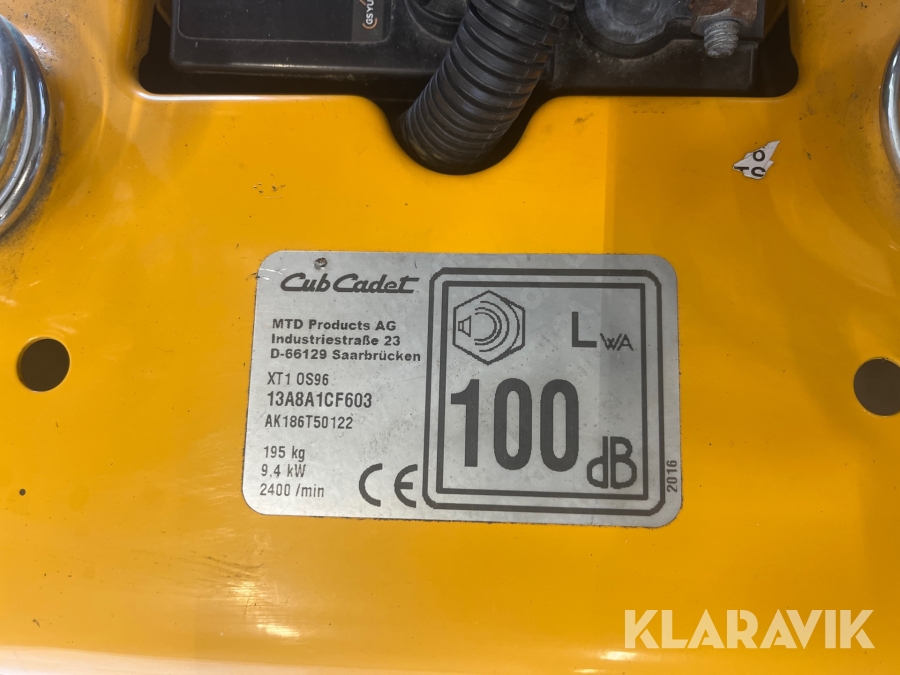 GSYU
Cub Cadet
MTD Products AG
Industriestraße 23
D-66129 Saarbrücken
XT1 OS96
13A8A1CF603
AK186T50122
195 kg
9,4 kW
2400 /min
CE
LWA
100
dB
2016
KLARAVIK